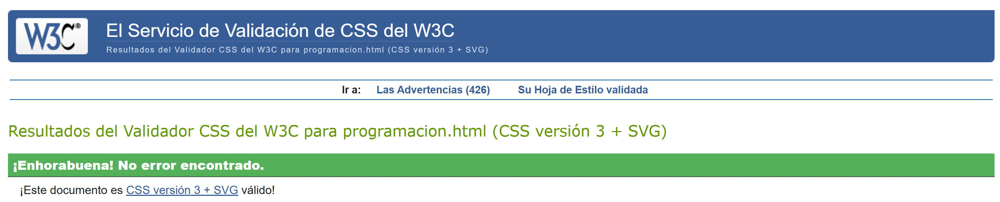 W3C®
El Servicio de Validación de CSS del W3C
Resultados del Validador CSS del W3C para programacion.html (CSS versión 3 + SVG)
Ir a: Las Advertencias (426) Su Hoja de Estilo validada
Resultados del Validador CSS del W3C para programacion.html (CSS versión 3 + SVG)
¡Enhorabuena! No error encontrado.
¡Este documento es CSS versión 3 + SVG válido!